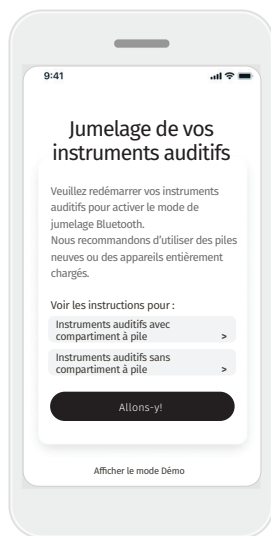 9:41
Jumelage de vos
instruments auditifs
Veuillez redémarrer vos instruments
auditifs pour activer le mode de
jumelage Bluetooth.
Nous recommandons d’utiliser des piles
neuves ou des appareils entièrement
chargés.
Voir les instructions pour :
Instruments auditifs avec
compartiment à pile >
Instruments auditifs sans
compartiment à pile >
Allons-y!
Afficher le mode Démo